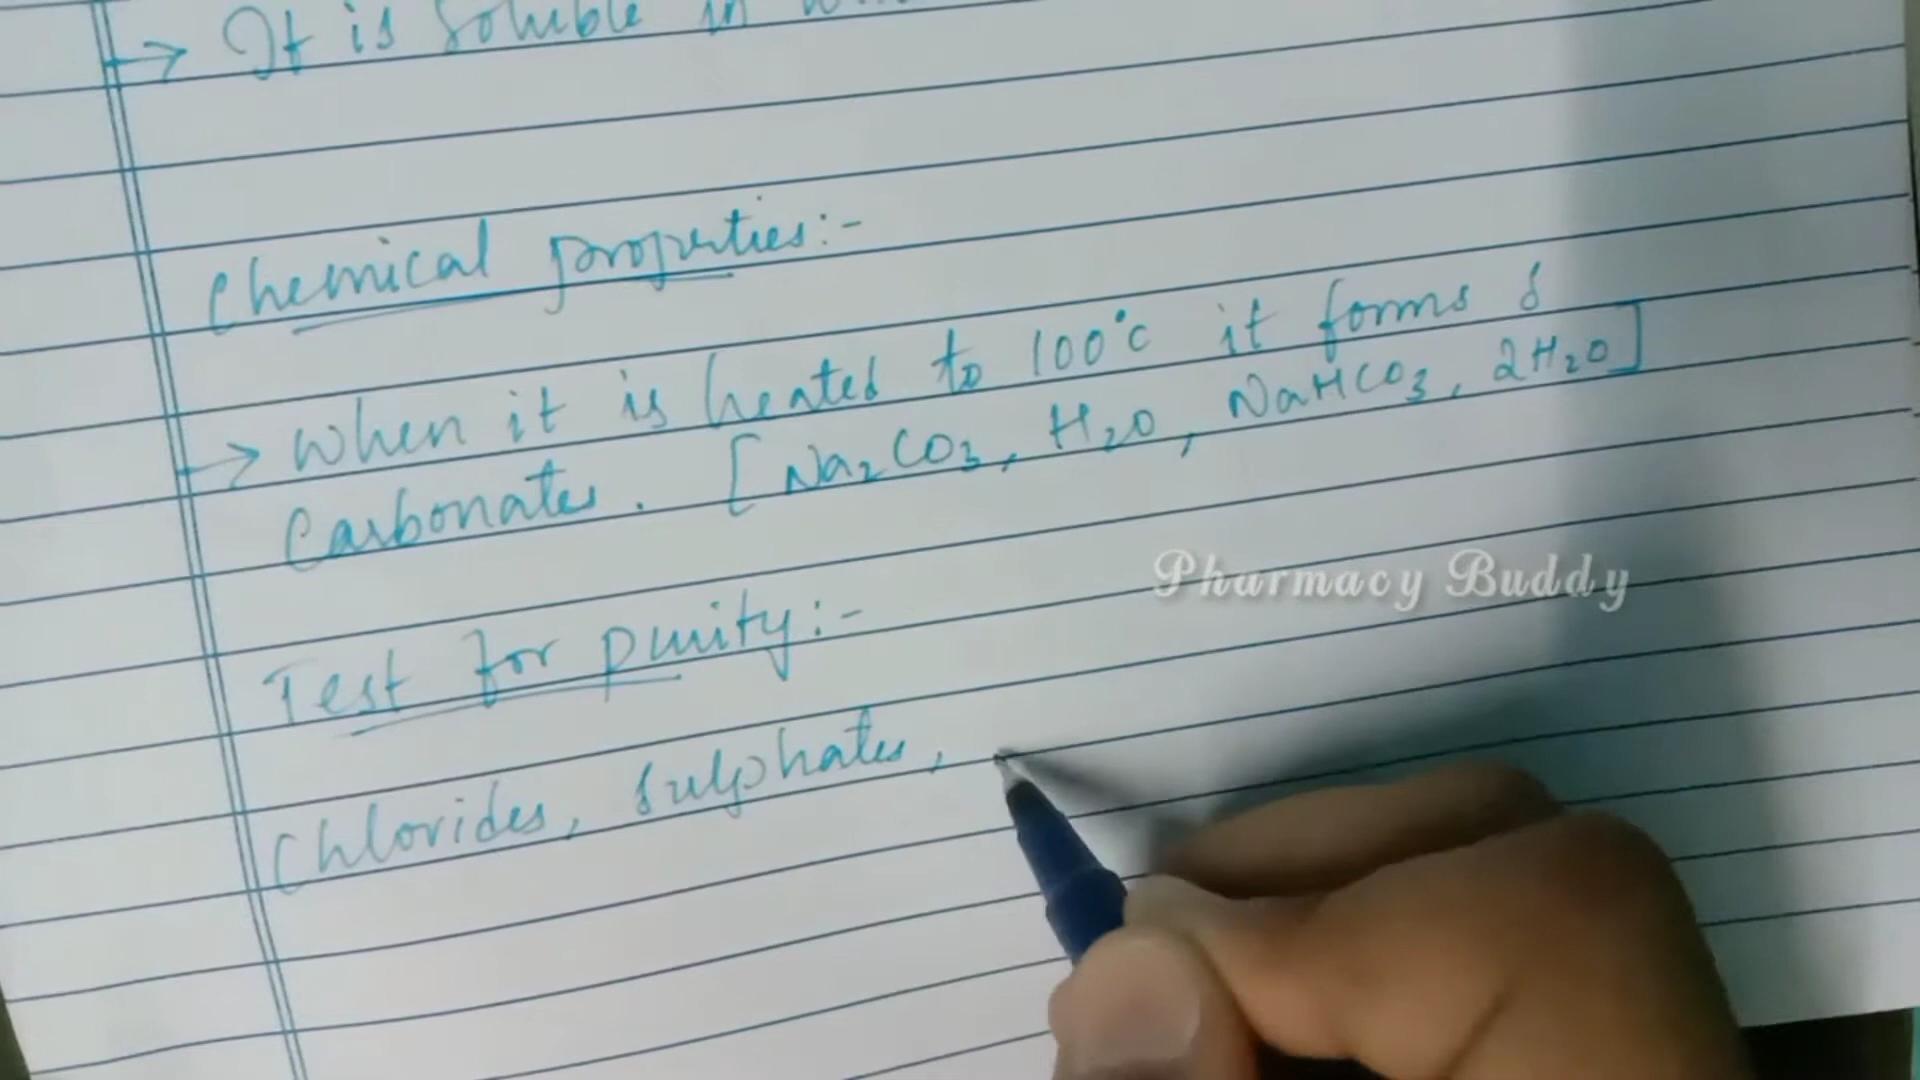 → It is soluble in
Chemical properties:-
→ When it is heated to 100°C it forms &
Carbonates. [Na₂CO₃, H₂O, NaHCO₃, 2H₂O]
Pharmacy Buddy
Test for purity:-
Chlorides, sulphates,